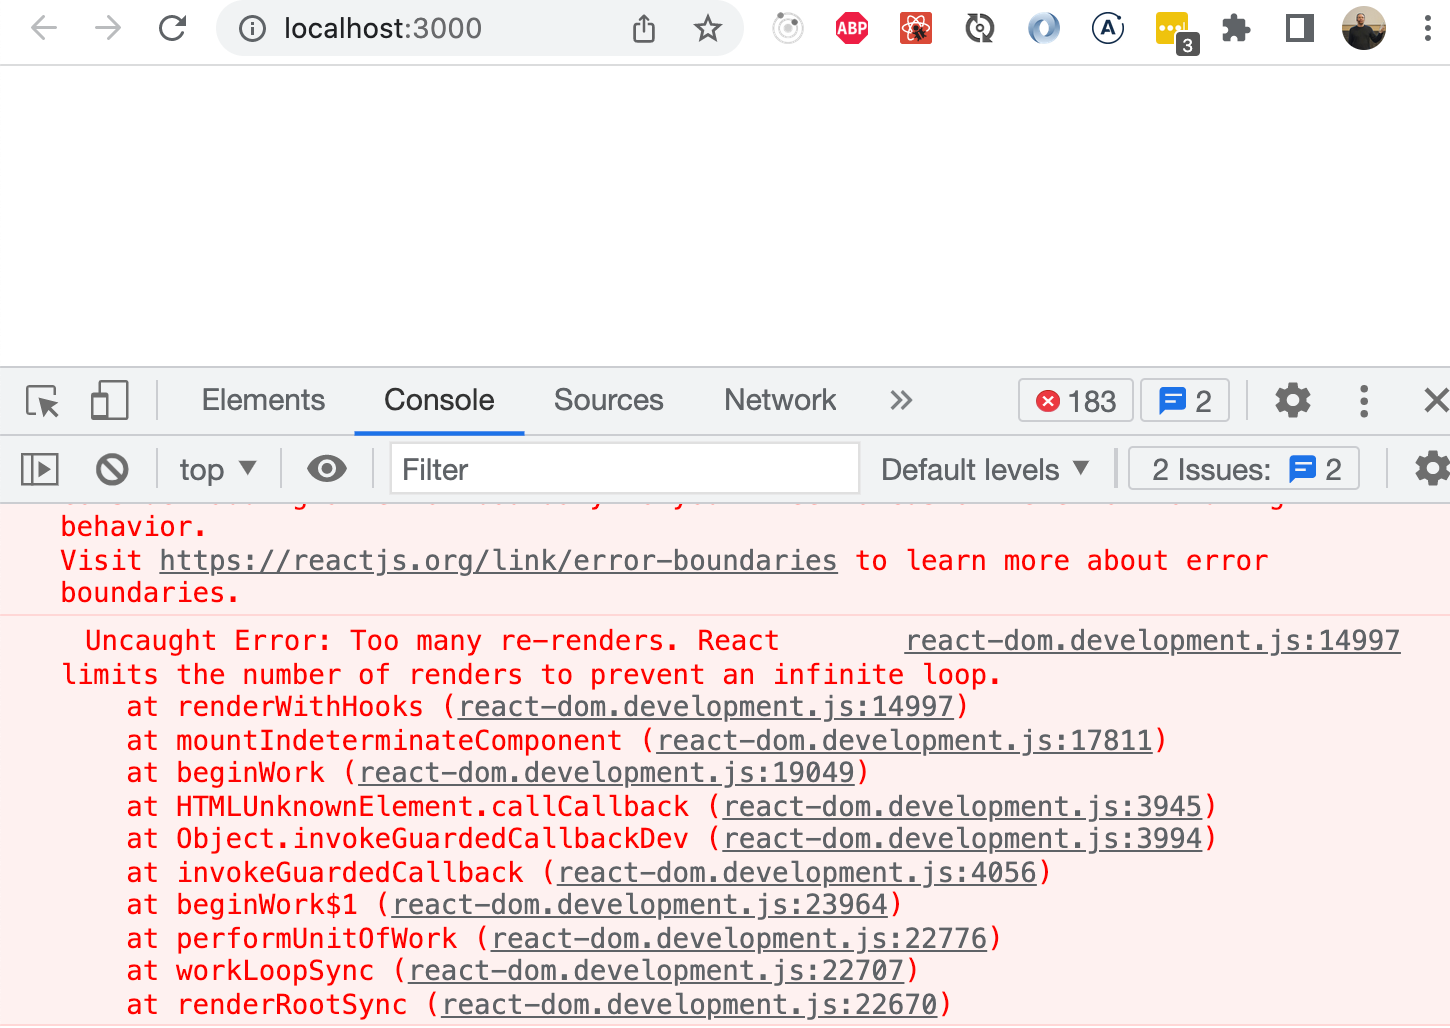 localhost:3000
ABP
A
3
Elements Console Sources Network » 183 2
top ▼ Filter Default levels ▼ 2 Issues: 2
behavior.
Visit https://reactjs.org/link/error-boundaries to learn more about error
boundaries.
Uncaught Error: Too many re-renders. React react-dom.development.js:14997
limits the number of renders to prevent an infinite loop.
at renderWithHooks (react-dom.development.js:14997)
at mountIndeterminateComponent (react-dom.development.js:17811)
at beginWork (react-dom.development.js:19049)
at HTMLUnknownElement.callCallback (react-dom.development.js:3945)
at Object.invokeGuardedCallbackDev (react-dom.development.js:3994)
at invokeGuardedCallback (react-dom.development.js:4056)
at beginWork$1 (react-dom.development.js:23964)
at performUnitOfWork (react-dom.development.js:22776)
at workLoopSync (react-dom.development.js:22707)
at renderRootSync (react-dom.development.js:22670)